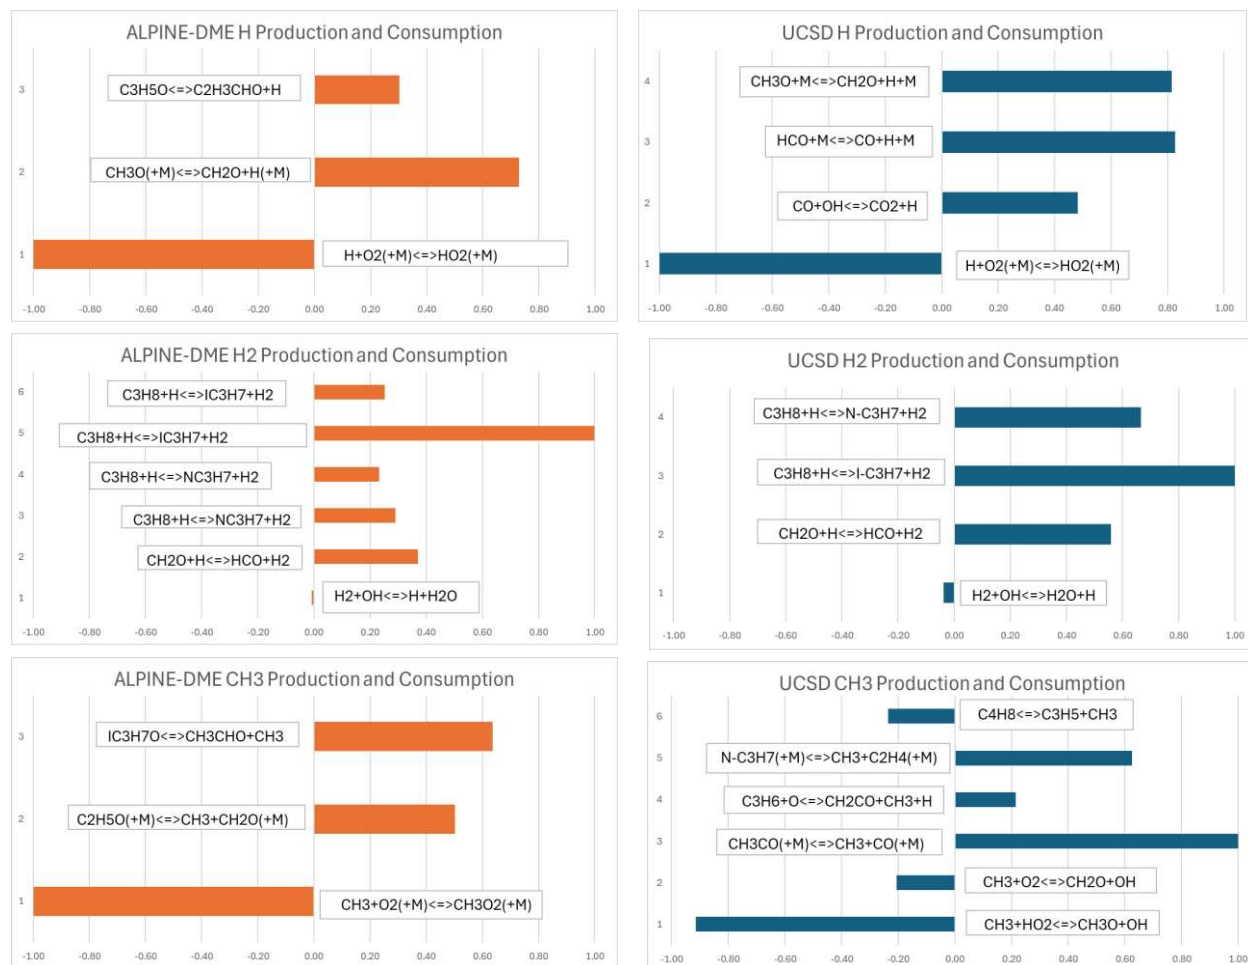 ALPINE-DME H Production and Consumption
3
C3H5O<=>C2H3CHO+H
2
CH3O(+M)<=>CH2O+H(+M)
1
H+O2(+M)<=>HO2(+M)
-1.00 -0.80 -0.60 -0.40 -0.20 0.00 0.20 0.40 0.60 0.80 1.00
UCSD H Production and Consumption
4
CH3O+M<=>CH2O+H+M
3
HCO+M<=>CO+H+M
2
CO+OH<=>CO2+H
1
H+O2(+M)<=>HO2(+M)
-1.00 -0.80 -0.60 -0.40 -0.20 0.00 0.20 0.40 0.60 0.80 1.00
ALPINE-DME H2 Production and Consumption
6
C3H8+H<=>IC3H7+H2
5
C3H8+H<=>IC3H7+H2
4
C3H8+H<=>NC3H7+H2
3
C3H8+H<=>NC3H7+H2
2
CH2O+H<=>HCO+H2
1
H2+OH<=>H+H2O
-1.00 -0.80 -0.60 -0.40 -0.20 0.00 0.20 0.40 0.60 0.80 1.00
UCSD H2 Production and Consumption
4
C3H8+H<=>N-C3H7+H2
3
C3H8+H<=>I-C3H7+H2
2
CH2O+H<=>HCO+H2
1
H2+OH<=>H2O+H
-1.00 -0.80 -0.60 -0.40 -0.20 0.00 0.20 0.40 0.60 0.80 1.00
ALPINE-DME CH3 Production and Consumption
3
IC3H7O<=>CH3CHO+CH3
2
C2H5O(+M)<=>CH3+CH2O(+M)
1
CH3+O2(+M)<=>CH3O2(+M)
-1.00 -0.80 -0.60 -0.40 -0.20 0.00 0.20 0.40 0.60 0.80 1.00
UCSD CH3 Production and Consumption
6
C4H8<=>C3H5+CH3
5
N-C3H7(+M)<=>CH3+C2H4(+M)
4
C3H6+O<=>CH2CO+CH3+H
3
CH3CO(+M)<=>CH3+CO(+M)
2
CH3+O2<=>CH2O+OH
1
CH3+HO2<=>CH3O+OH
-1.00 -0.80 -0.60 -0.40 -0.20 0.00 0.20 0.40 0.60 0.80 1.00